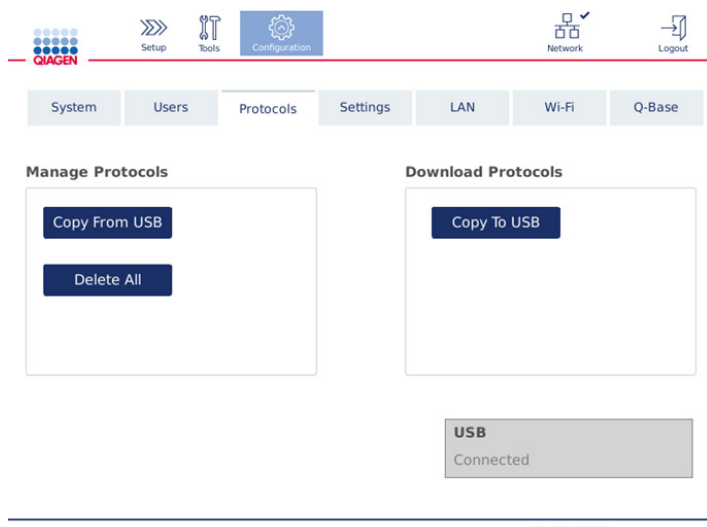 QIAGEN
Setup
Tools
Configuration
Network
Logout
System Users Protocols Settings LAN Wi-Fi Q-Base
Manage Protocols
Copy From USB
Delete All
Download Protocols
Copy To USB
USB
Connected